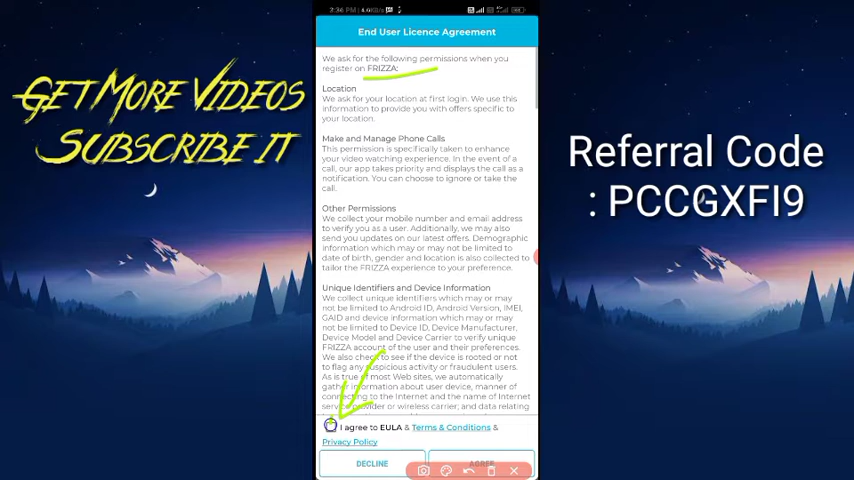 GET MORE VIDEOS
SUBSCRIBE IT
2:36 PM
End User Licence Agreement
We ask for the following permissions when you
register on FRIZZA:
Location
We ask for your location at first login. We use this
information to provide you with offers specific to
your location.
Make and Manage Phone Calls
This permission is specifically taken to enhance
your video watching experience. In the event of a
call, our app takes priority and displays the call as a
notification. You can choose to ignore or take the
call.
Other Permissions
We collect your mobile number and email address
to verify you as a user. Additionally, we may also
send you updates on our latest offers. Demographic
information which may or may not be limited to
date of birth, gender and location is also collected to
tailor the FRIZZA experience to your preference.
Unique Identifiers and Device Information
We collect unique identifiers which may or may
not be limited to Android ID, Android Version, IMEI,
GAID and device information which may or may
not be limited to Device ID, Device Manufacturer,
Device Model and Device Carrier to verify unique
FRIZZA account of the user and their preferences.
We also check to see if the device is rooted or not
to flag any suspicious activity or fraudulent users.
As is true of most Web sites, we automatically
gather information about user device, manner of
connecting to the Internet and the name of Internet
service provider or wireless carrier; and data relating
I agree to EULA & Terms & Conditions &
Privacy Policy
DECLINE
AGREE
Referral Code
: PCCGXFI9